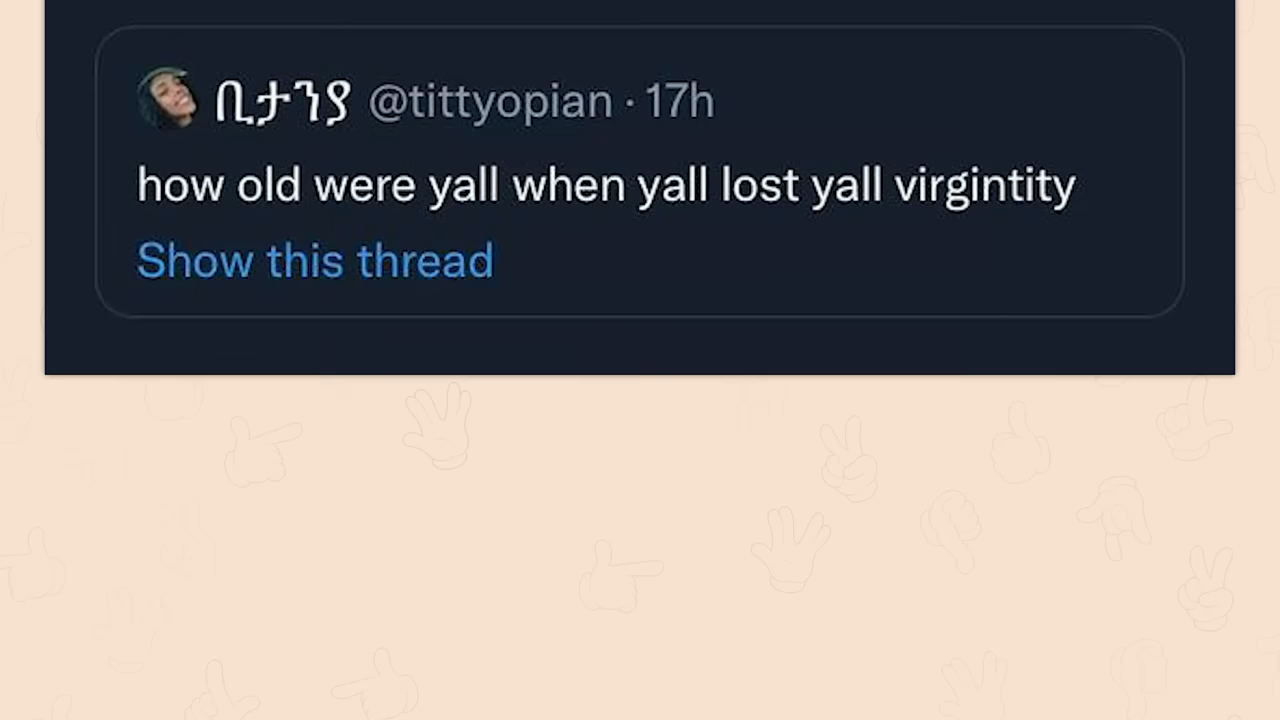 ቢታንያ @tittyopian · 17h
how old were yall when yall lost yall virgintity
Show this thread